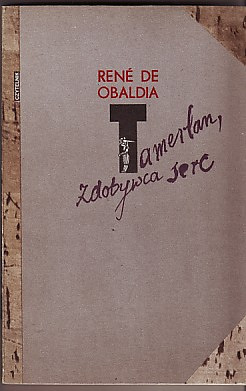 CZYTELNIK
RENÉ DE
OBALDIA
Tamerlan,
zdobywca serc